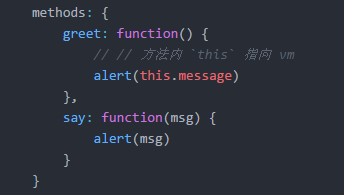 methods: {
    greet: function() {
        // // 方法内 `this` 指向 vm
        alert(this.message)
    },
    say: function(msg) {
        alert(msg)
    }
}